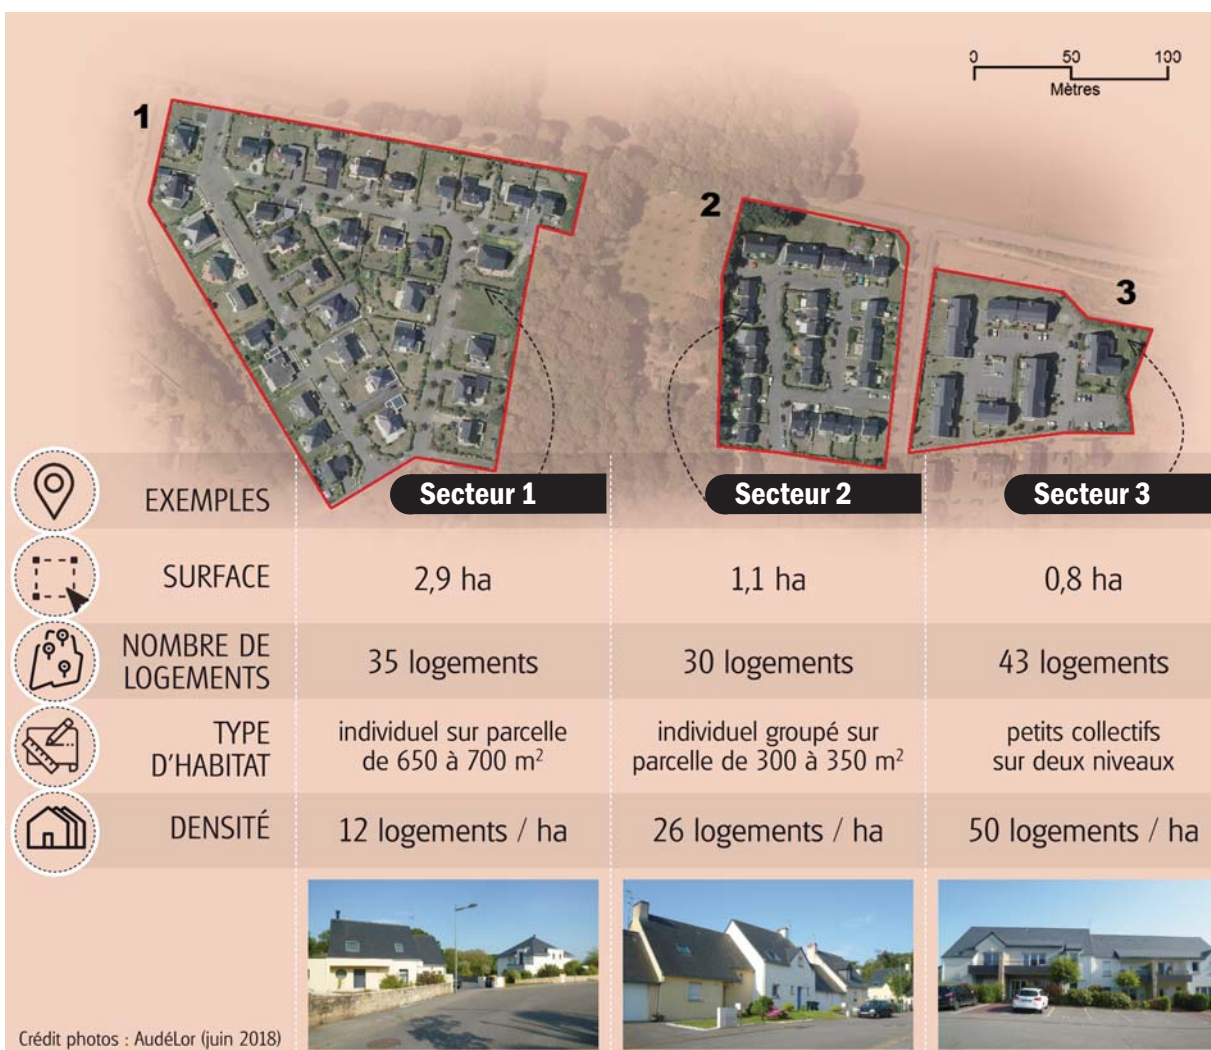 0 50 100
Mètres
1
2
3
EXEMPLES
Secteur 1
Secteur 2
Secteur 3
SURFACE
2,9 ha
1,1 ha
0,8 ha
NOMBRE DE
LOGEMENTS
35 logements
30 logements
43 logements
TYPE
D'HABITAT
individuel sur parcelle
de 650 à 700 m²
individuel groupé sur
parcelle de 300 à 350 m²
petits collectifs
sur deux niveaux
DENSITÉ
12 logements / ha
26 logements / ha
50 logements / ha
Crédit photos : AudéLor (juin 2018)